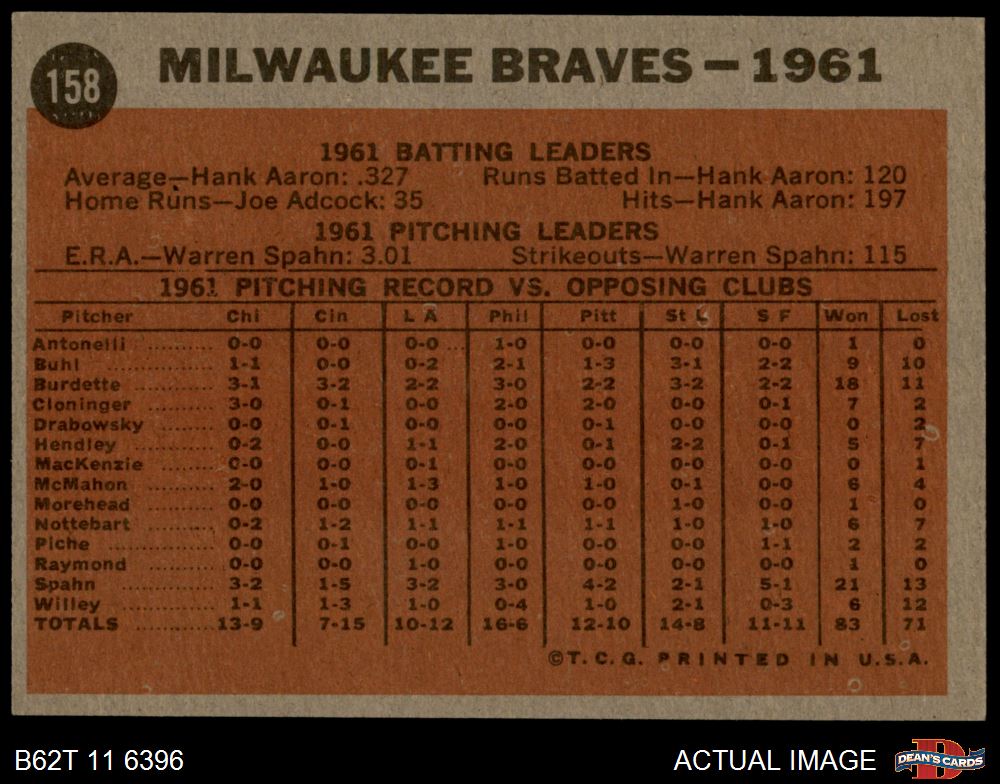 158
MILWAUKEE BRAVES — 1961
1961 BATTING LEADERS
Average—Hank Aaron: .327 Runs Batted In—Hank Aaron: 120
Home Runs—Joe Adcock: 35 Hits—Hank Aaron: 197
1961 PITCHING LEADERS
E.R.A.—Warren Spahn: 3.01 Strikeouts—Warren Spahn: 115
1961 PITCHING RECORD VS. OPPOSING CLUBS
Pitcher Chi Cin L A Phil Pitt St L S F Won Lost
Antonelli .......... 0-0 0-0 0-0 1-0 0-0 0-0 0-0 1 0
Buhl .......... 1-1 0-0 0-2 2-1 1-3 3-1 2-2 9 10
Burdette .......... 3-1 3-2 2-2 3-0 2-2 3-2 2-2 18 11
Cloninger .......... 3-0 0-1 0-0 2-0 2-0 0-0 0-1 7 2
Drabowsky .......... 0-0 0-1 0-0 0-0 0-1 0-0 0-0 0 2
Hendley .......... 0-2 0-0 1-1 2-0 0-1 2-2 0-1 5 7
MacKenzie .......... 0-0 0-0 0-1 0-0 0-0 0-0 0-0 0 1
McMahon .......... 2-0 1-0 1-3 1-0 1-0 0-1 0-0 6 4
Morehead .......... 0-0 0-0 0-0 0-0 0-0 1-0 0-0 1 0
Nottebart .......... 0-2 1-2 1-1 1-1 1-1 1-0 1-0 6 7
Piche .......... 0-0 0-1 0-0 1-0 0-0 0-0 1-1 2 2
Raymond .......... 0-0 0-0 1-0 0-0 0-0 0-0 0-0 1 0
Spahn .......... 3-2 1-5 3-2 3-0 4-2 2-1 5-1 21 13
Willey .......... 1-1 1-3 1-0 0-4 1-0 2-1 0-3 6 12
TOTALS .......... 13-9 7-15 10-12 16-6 12-10 14-8 11-11 83 71
©T.C.G. PRINTED IN U.S.A.
B62T 11 6396 ACTUAL IMAGE
D
DEAN'S CARDS